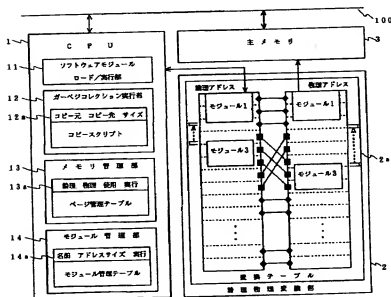 100
1
CPU
11
ソフトウェアモジュール
ロード/実行部
12
ガーベジコレクション実行部
12a
コピー元 コピー先 サイズ
コピースクリプト
13
メモリ管理部
13a
論理 物理 使用 実行
ページ管理テーブル
14
モジュール管理部
14a
名前 アドレス サイズ 実行
モジュール管理テーブル
主メモリ
3
論理アドレス
物理アドレス
モジュール1
モジュール1
モジュール3
モジュール3
2a
変換テーブル
論理物理変換部
2